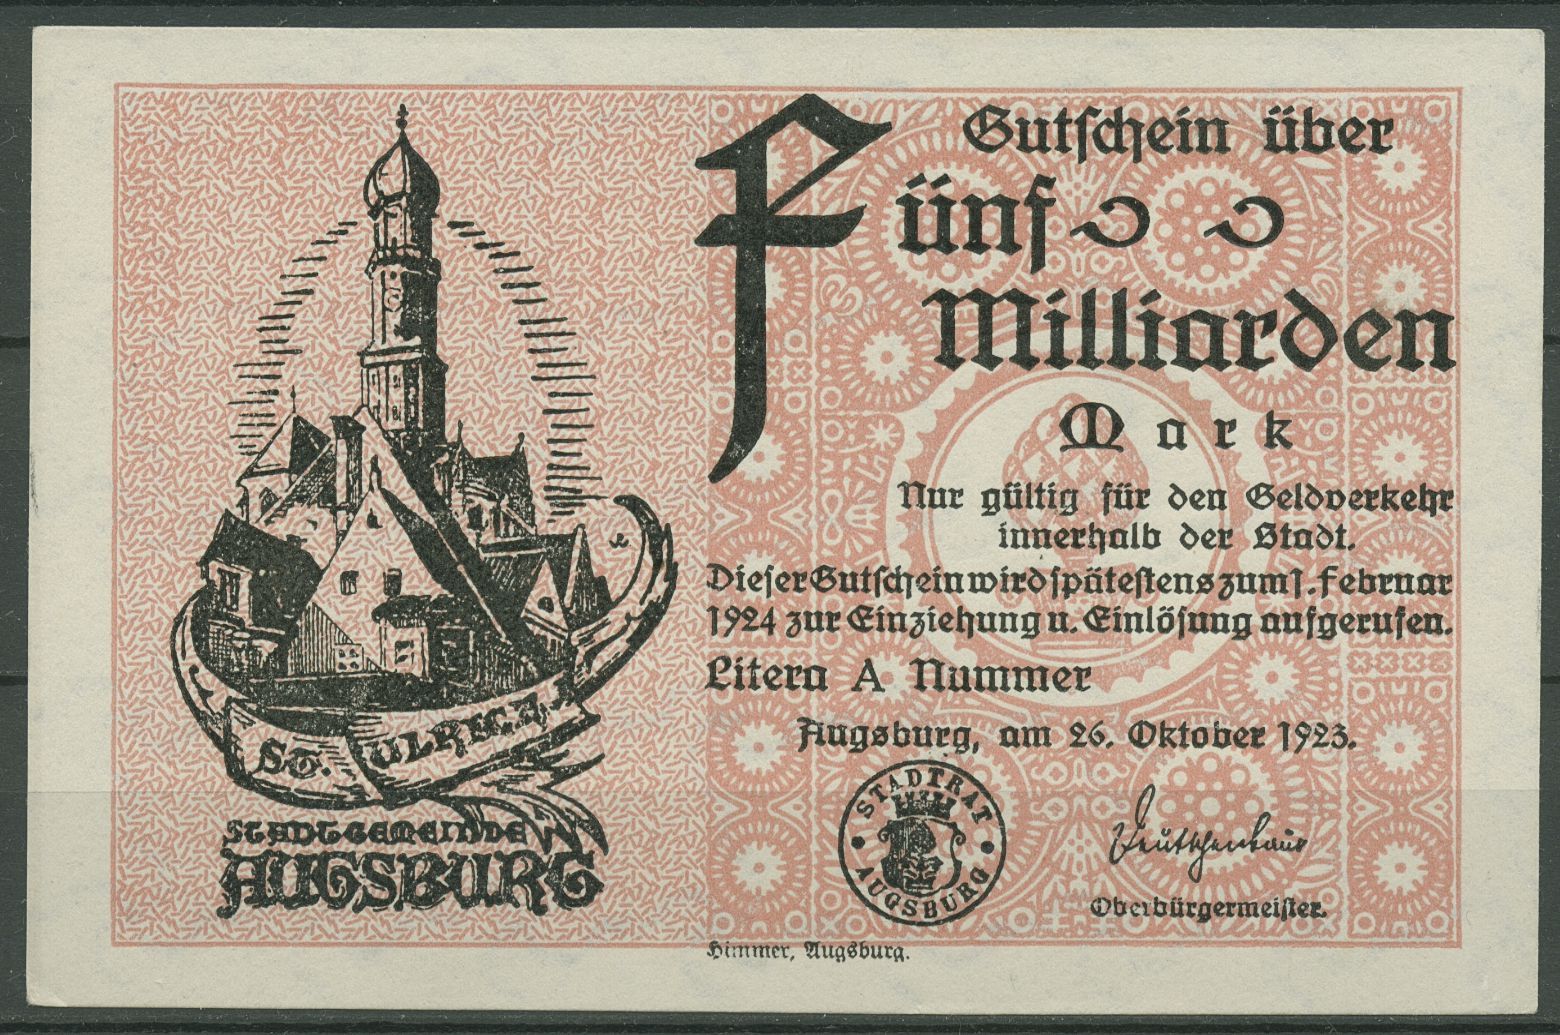 Gutschein über
Fünf
Milliarden
Mark
Nur gültig für den Geldverkehr
innerhalb der Stadt.
Dieser Gutschein wird spätestens zum 1. Februar
1924 zur Einziehung u. Einlösung aufgerufen.
Litera A Nummer
Augsburg, am 26. Oktober 1923.
STADTRAT
AUGSBURG
Deutschenbaur
Oberbürgermeister.
ST. ULRICH
STADTGEMEINDE
AUGSBURG
Himmer, Augsburg.